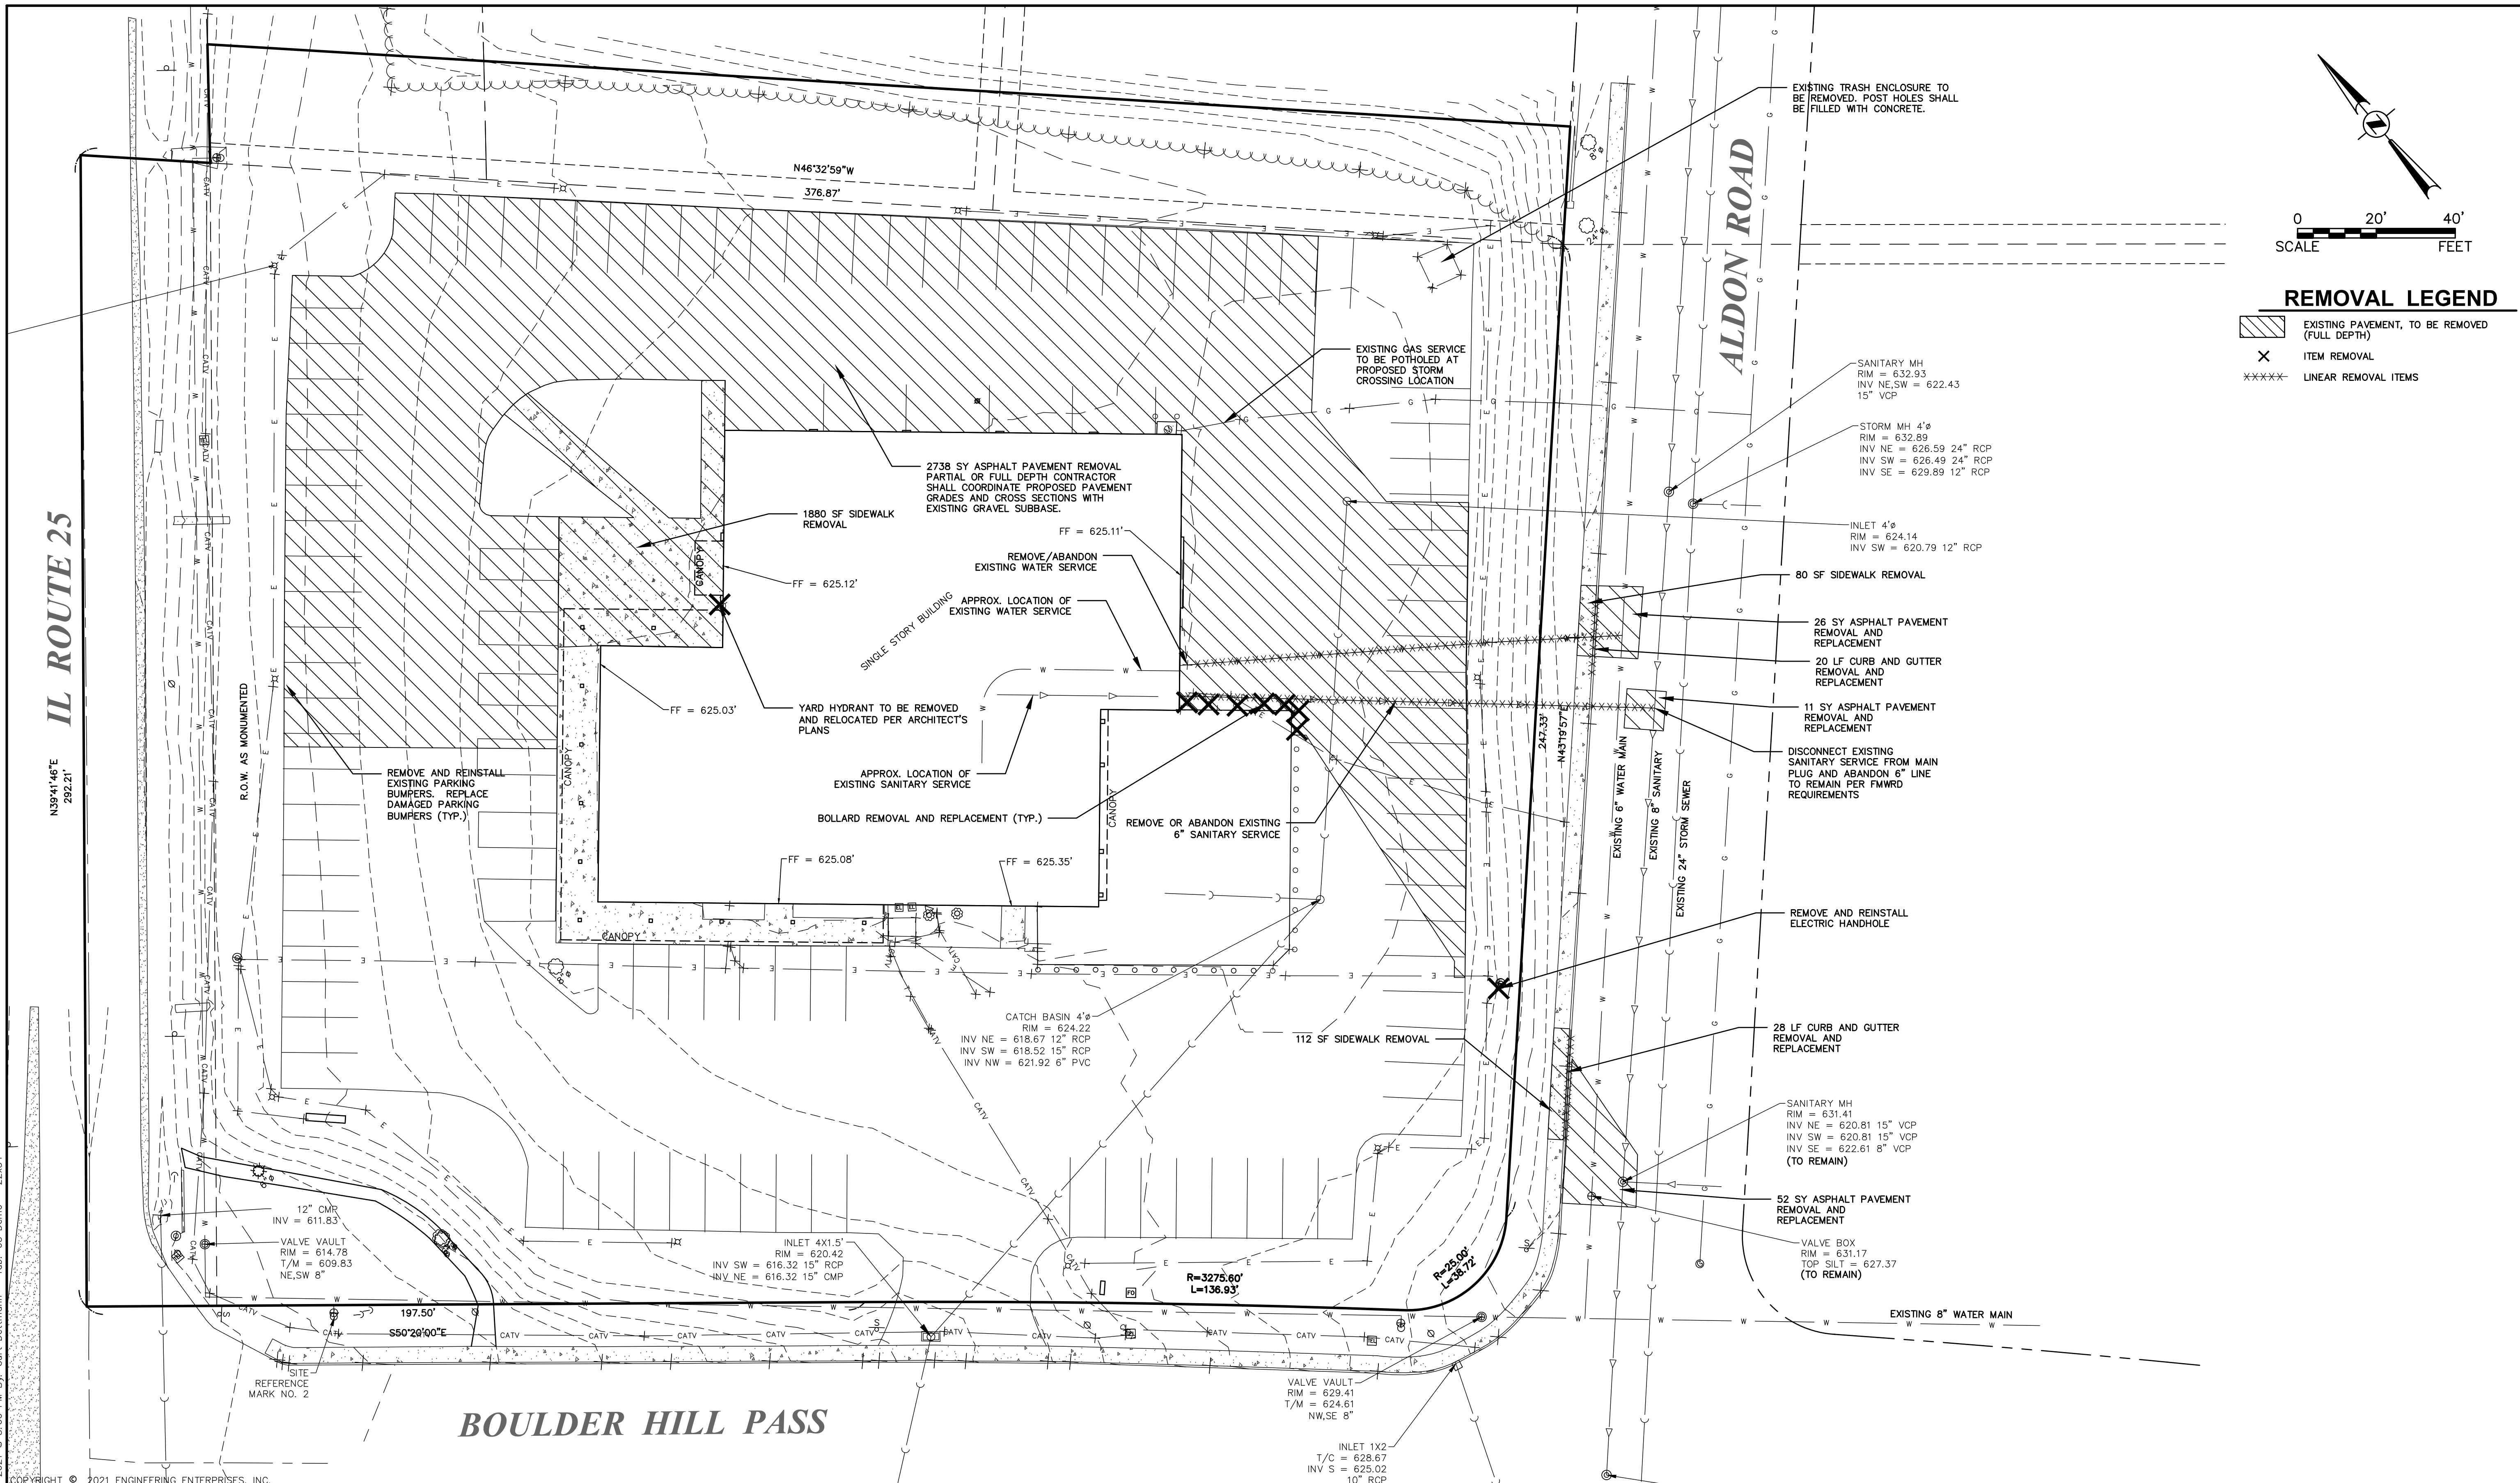 EXISTING TRASH ENCLOSURE TO
BE REMOVED. POST HOLES SHALL
BE FILLED WITH CONCRETE.
0 20' 40'
SCALE FEET
REMOVAL LEGEND
EXISTING PAVEMENT, TO BE REMOVED
(FULL DEPTH)
ITEM REMOVAL
LINEAR REMOVAL ITEMS
ALDON ROAD
N46°32'59"W
376.87'
EXISTING GAS SERVICE
TO BE POTHOLED AT
PROPOSED STORM
CROSSING LOCATION
SANITARY MH
RIM = 632.93
INV NE,SW = 622.43
15" VCP
STORM MH 4'ø
RIM = 632.89
INV NE = 626.59 24" RCP
INV SW = 626.49 24" RCP
INV SE = 629.89 12" RCP
INLET 4'ø
RIM = 624.14
INV SW = 620.79 12" RCP
2738 SY ASPHALT PAVEMENT REMOVAL
PARTIAL OR FULL DEPTH CONTRACTOR
SHALL COORDINATE PROPOSED PAVEMENT
GRADES AND CROSS SECTIONS WITH
EXISTING GRAVEL SUBBASE.
1880 SF SIDEWALK
REMOVAL
FF = 625.11'
REMOVE/ABANDON
EXISTING WATER SERVICE
CANOPY
FF = 625.12'
APPROX. LOCATION OF
EXISTING WATER SERVICE
SINGLE STORY BUILDING
80 SF SIDEWALK REMOVAL
26 SY ASPHALT PAVEMENT
REMOVAL AND
REPLACEMENT
20 LF CURB AND GUTTER
REMOVAL AND
REPLACEMENT
11 SY ASPHALT PAVEMENT
REMOVAL AND
REPLACEMENT
DISCONNECT EXISTING
SANITARY SERVICE FROM MAIN
PLUG AND ABANDON 6" LINE
TO REMAIN PER FMWRD
REQUIREMENTS
IL ROUTE 25
N39°41'46"E
292.21'
R.O.W. AS MONUMENTED
FF = 625.03'
YARD HYDRANT TO BE REMOVED
AND RELOCATED PER ARCHITECT'S
PLANS
REMOVE AND REINSTALL
EXISTING PARKING
BUMPERS. REPLACE
DAMAGED PARKING
BUMPERS (TYP.)
CANOPY
APPROX. LOCATION OF
EXISTING SANITARY SERVICE
BOLLARD REMOVAL AND REPLACEMENT (TYP.)
CANOPY
REMOVE OR ABANDON EXISTING
6" SANITARY SERVICE
247.33'
N43°19'57"E
EXISTING 6" WATER MAIN
EXISTING 8" SANITARY
EXISTING 24" STORM SEWER
FF = 625.08'
FF = 625.35'
CANOPY
REMOVE AND REINSTALL
ELECTRIC HANDHOLE
CATCH BASIN 4'ø
RIM = 624.22
INV NE = 618.67 12" RCP
INV SW = 618.52 15" RCP
INV NW = 621.92 6" PVC
112 SF SIDEWALK REMOVAL
28 LF CURB AND GUTTER
REMOVAL AND
REPLACEMENT
SANITARY MH
RIM = 631.41
INV NE = 620.81 15" VCP
INV SW = 620.81 15" VCP
INV SE = 622.61 8" VCP
(TO REMAIN)
52 SY ASPHALT PAVEMENT
REMOVAL AND
REPLACEMENT
VALVE BOX
RIM = 631.17
TOP SILT = 627.37
(TO REMAIN)
12" CMP
INV = 611.83
VALVE VAULT
RIM = 614.78
T/M = 609.83
NE,SW 8"
INLET 4X1.5'
RIM = 620.42
INV SW = 616.32 15" RCP
INV NE = 616.32 15" CMP
R=3275.60'
L=136.93'
R=25.00'
L=38.72'
EXISTING 8" WATER MAIN
197.50'
S50°20'00"E
SITE
REFERENCE
MARK NO. 2
VALVE VAULT
RIM = 629.41
T/M = 624.61
NW,SE 8"
BOULDER HILL PASS
INLET 1X2
T/C = 628.67
INV S = 625.02
10" RCP
COPYRIGHT © 2021 ENGINEERING ENTERPRISES, INC.